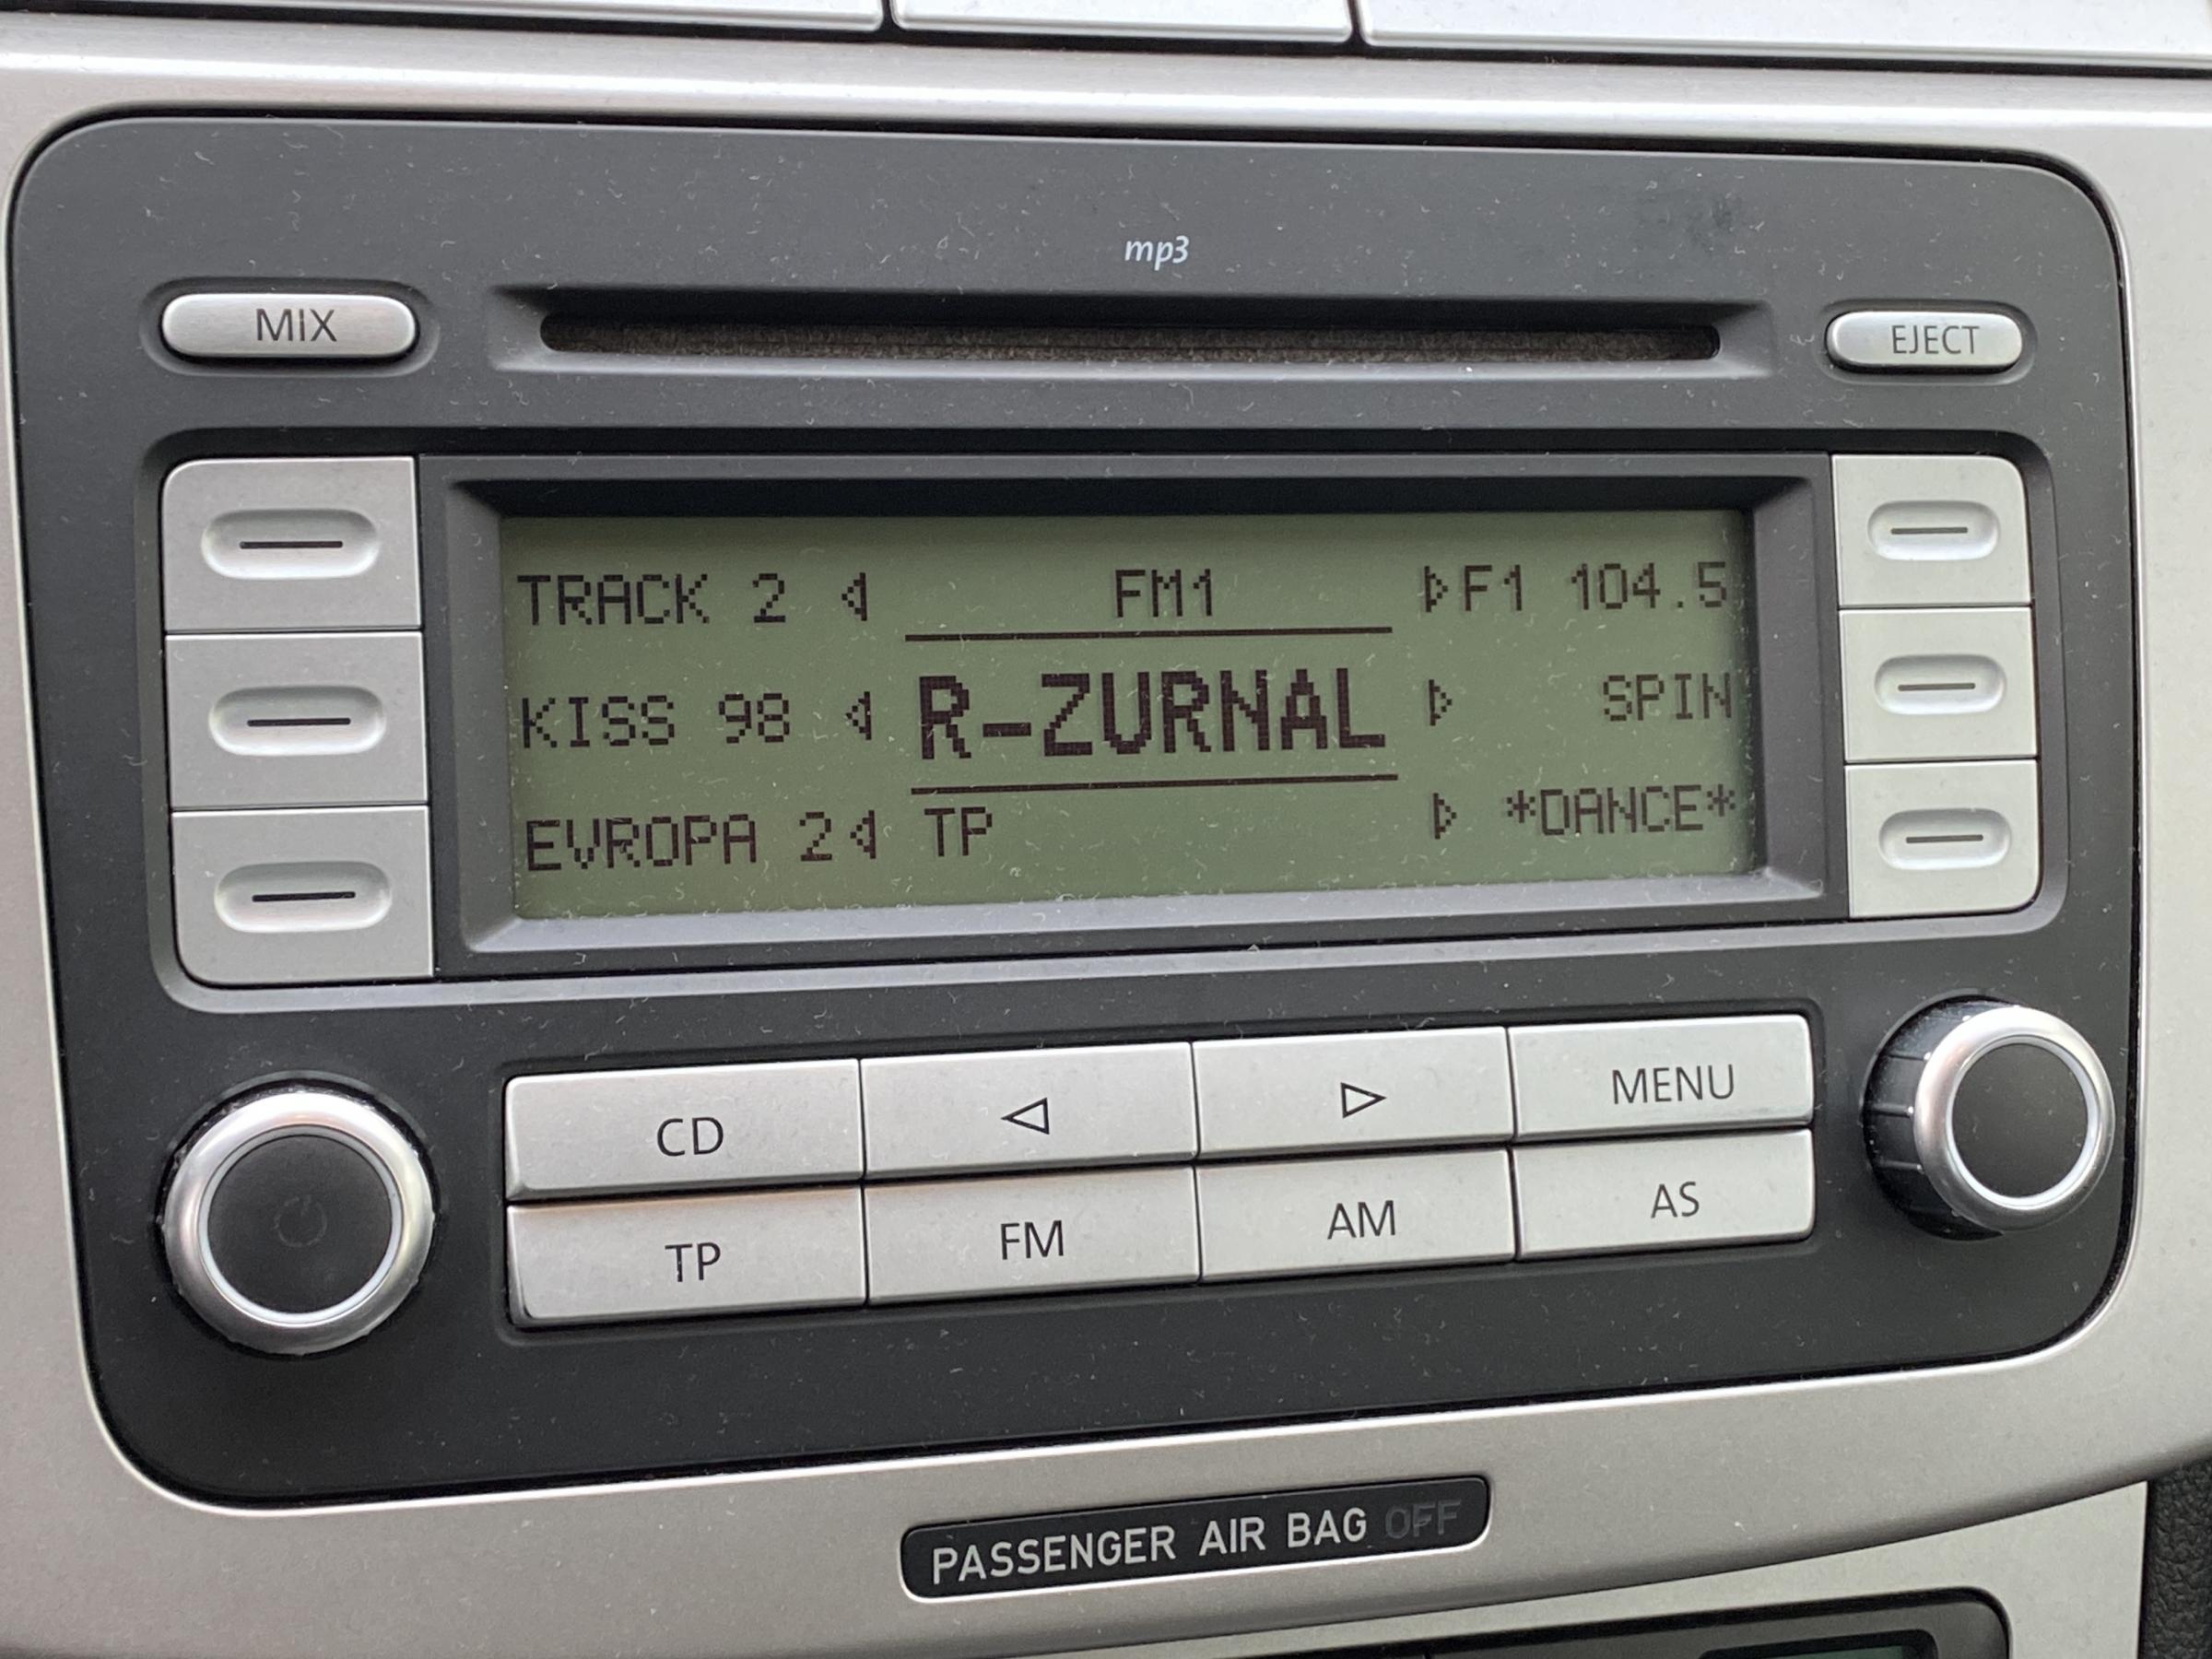 mp3
MIX
EJECT
TRACK 2 FM1 F1 104.5
KISS 98 R-ZURNAL SPIN
EVROPA 2 TP *DANCE*
CD MENU
TP FM AM AS
PASSENGER AIR BAG OFF